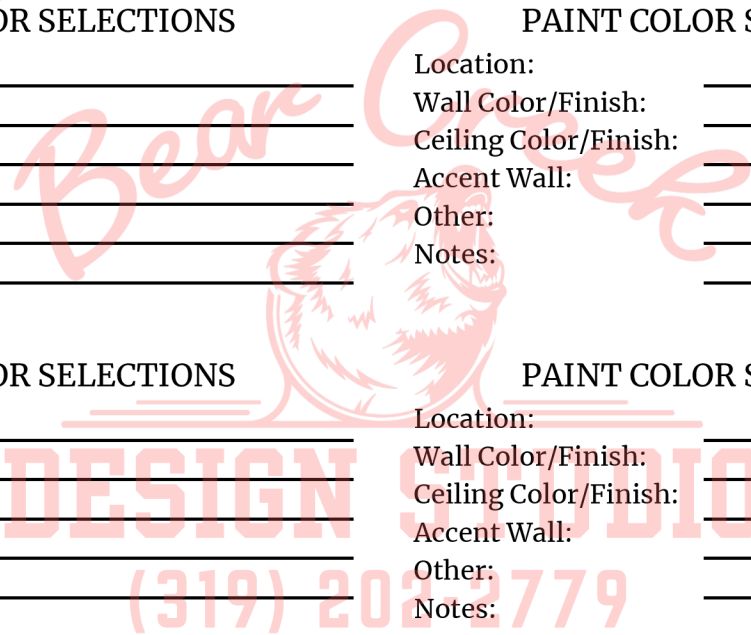 OR SELECTIONS
PAINT COLOR S
Location:
Wall Color/Finish:
Ceiling Color/Finish:
Accent Wall:
Other:
Notes:
Bear Creek
OR SELECTIONS
PAINT COLOR S
Location:
Wall Color/Finish:
Ceiling Color/Finish:
Accent Wall:
Other:
Notes:
DESIGN STUDIO
(319) 202-2779